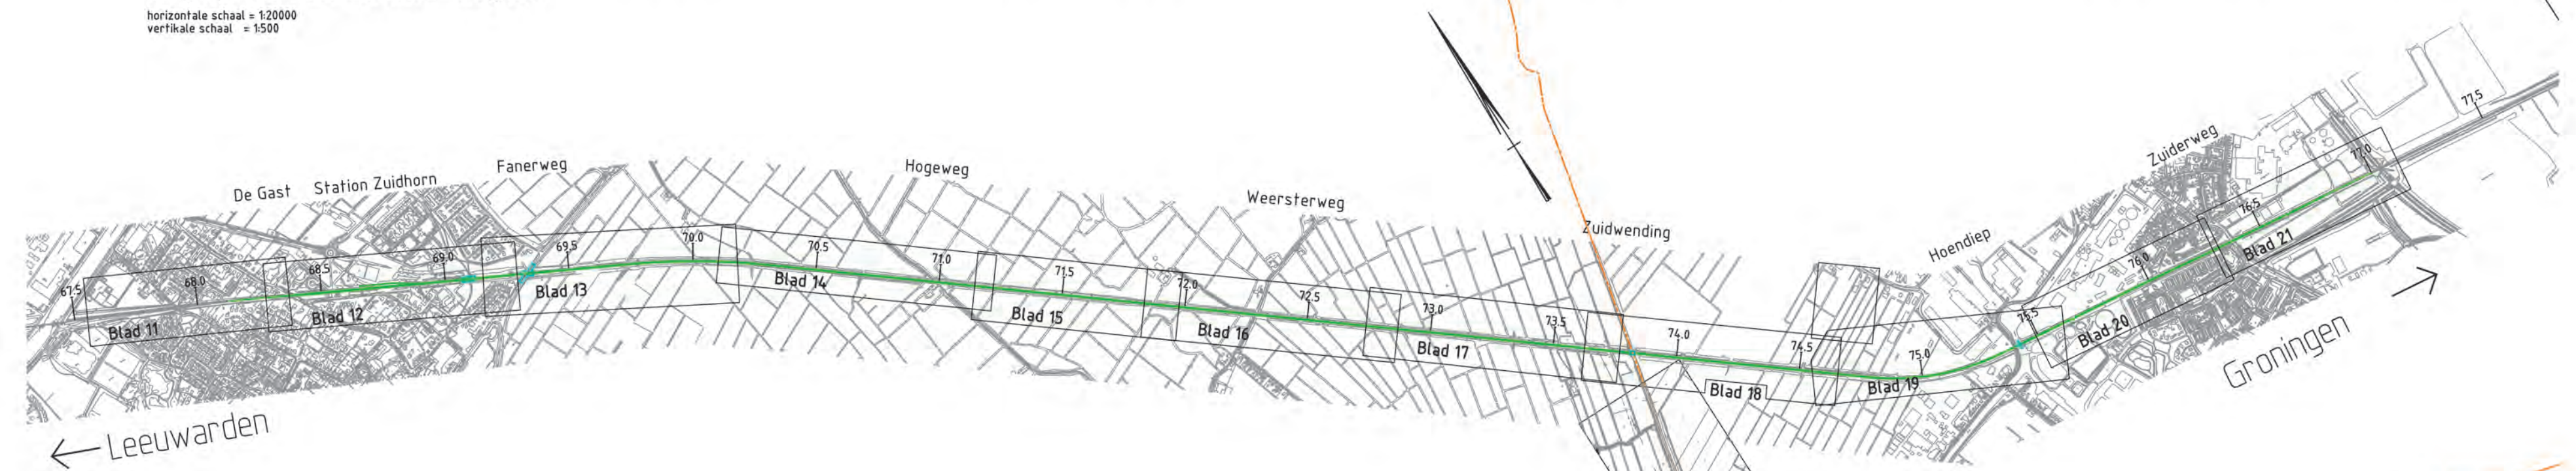 horizontale schaal = 1:20000
vertikale schaal = 1:500
De Gast
Station Zuidhorn
Fanerweg
Hogeweg
Weersterweg
Zuidwending
Hoendiep
Zuiderweg
67.5
68.0
68.5
69.0
69.5
70.0
70.5
71.0
71.5
72.0
72.5
73.0
73.5
74.0
74.5
75.0
75.5
76.0
76.5
77.0
77.5
Blad 11
Blad 12
Blad 13
Blad 14
Blad 15
Blad 16
Blad 17
Blad 18
Blad 19
Blad 20
Blad 21
Leeuwarden
Groningen